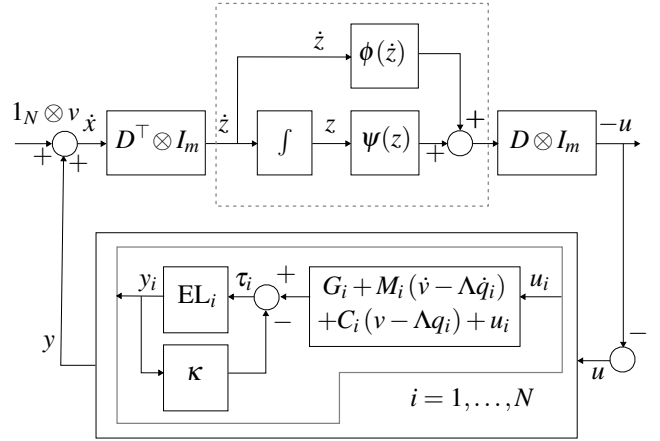 ż
ϕ(ż)
1_N ⊗ v
ẋ
+
+
D^⊤ ⊗ I_m
ż
∫
z
ψ(z)
+
+
D ⊗ I_m
−u
y_i
EL_i
τ_i
+
−
G_i + M_i(v̇ − Λq̇_i)
+C_i(v − Λq_i) + u_i
u_i
y
κ
−
u
i = 1,…,N